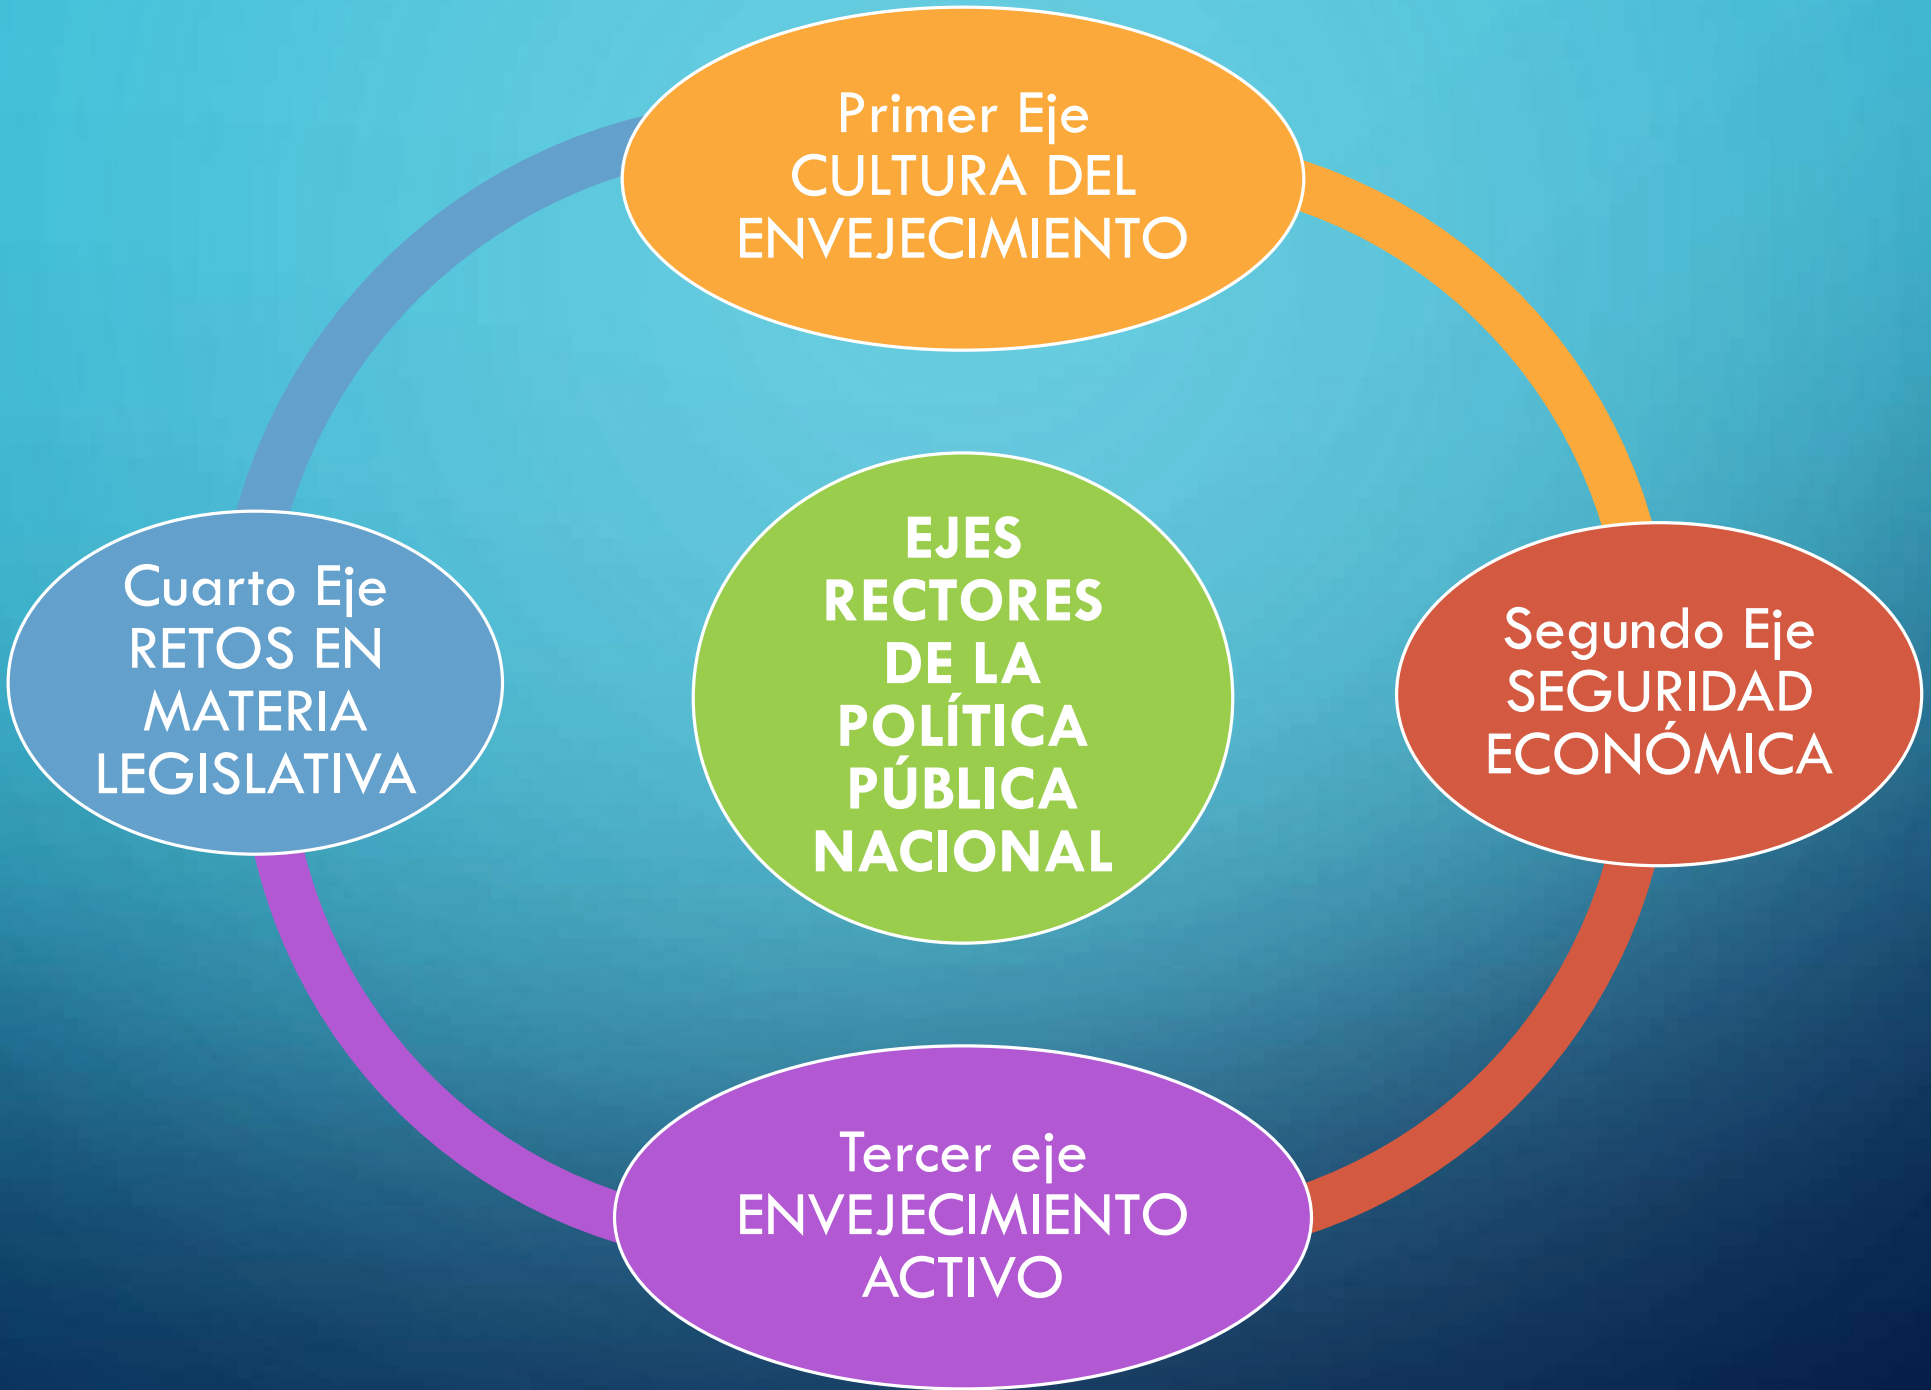 Primer Eje
CULTURA DEL
ENVEJECIMIENTO
EJES
RECTORES
DE LA
POLÍTICA
PÚBLICA
NACIONAL
Cuarto Eje
RETOS EN
MATERIA
LEGISLATIVA
Segundo Eje
SEGURIDAD
ECONÓMICA
Tercer eje
ENVEJECIMIENTO
ACTIVO